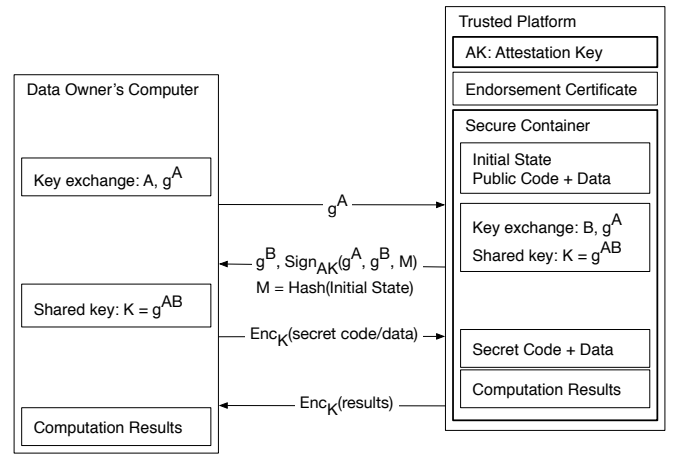 Trusted Platform
AK: Attestation Key
Endorsement Certificate
Secure Container
Initial State
Public Code + Data
Key exchange: B, g^A
Shared key: K = g^AB
Secret Code + Data
Computation Results
Data Owner's Computer
Key exchange: A, g^A
Shared key: K = g^AB
Computation Results
g^A
g^B, Sign_AK(g^A, g^B, M)
M = Hash(Initial State)
Enc_K(secret code/data)
Enc_K(results)